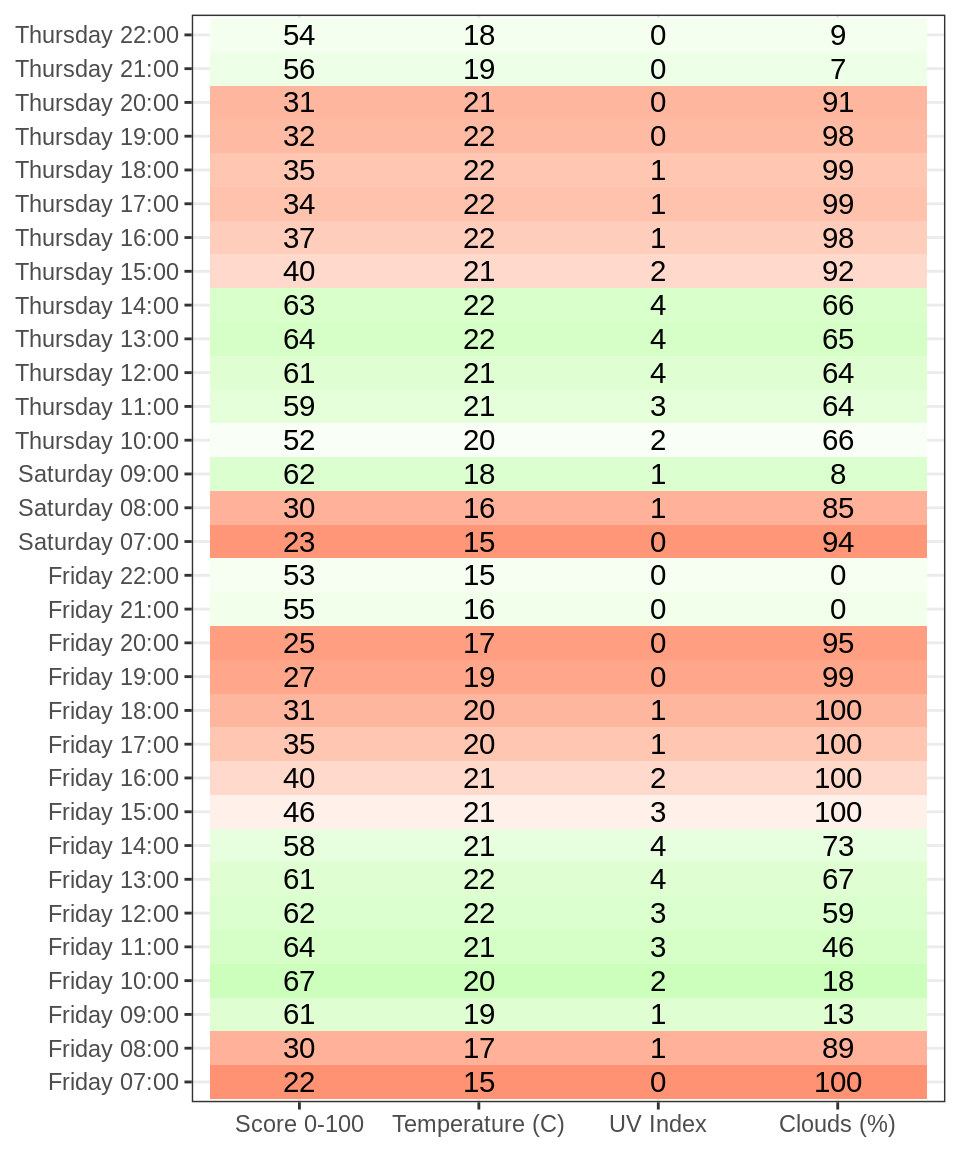 Thursday 22:00 54 18 0 9
Thursday 21:00 56 19 0 7
Thursday 20:00 31 21 0 91
Thursday 19:00 32 22 0 98
Thursday 18:00 35 22 1 99
Thursday 17:00 34 22 1 99
Thursday 16:00 37 22 1 98
Thursday 15:00 40 21 2 92
Thursday 14:00 63 22 4 66
Thursday 13:00 64 22 4 65
Thursday 12:00 61 21 4 64
Thursday 11:00 59 21 3 64
Thursday 10:00 52 20 2 66
Saturday 09:00 62 18 1 8
Saturday 08:00 30 16 1 85
Saturday 07:00 23 15 0 94
Friday 22:00 53 15 0 0
Friday 21:00 55 16 0 0
Friday 20:00 25 17 0 95
Friday 19:00 27 19 0 99
Friday 18:00 31 20 1 100
Friday 17:00 35 20 1 100
Friday 16:00 40 21 2 100
Friday 15:00 46 21 3 100
Friday 14:00 58 21 4 73
Friday 13:00 61 22 4 67
Friday 12:00 62 22 3 59
Friday 11:00 64 21 3 46
Friday 10:00 67 20 2 18
Friday 09:00 61 19 1 13
Friday 08:00 30 17 1 89
Friday 07:00 22 15 0 100
Score 0-100 Temperature (C) UV Index Clouds (%)